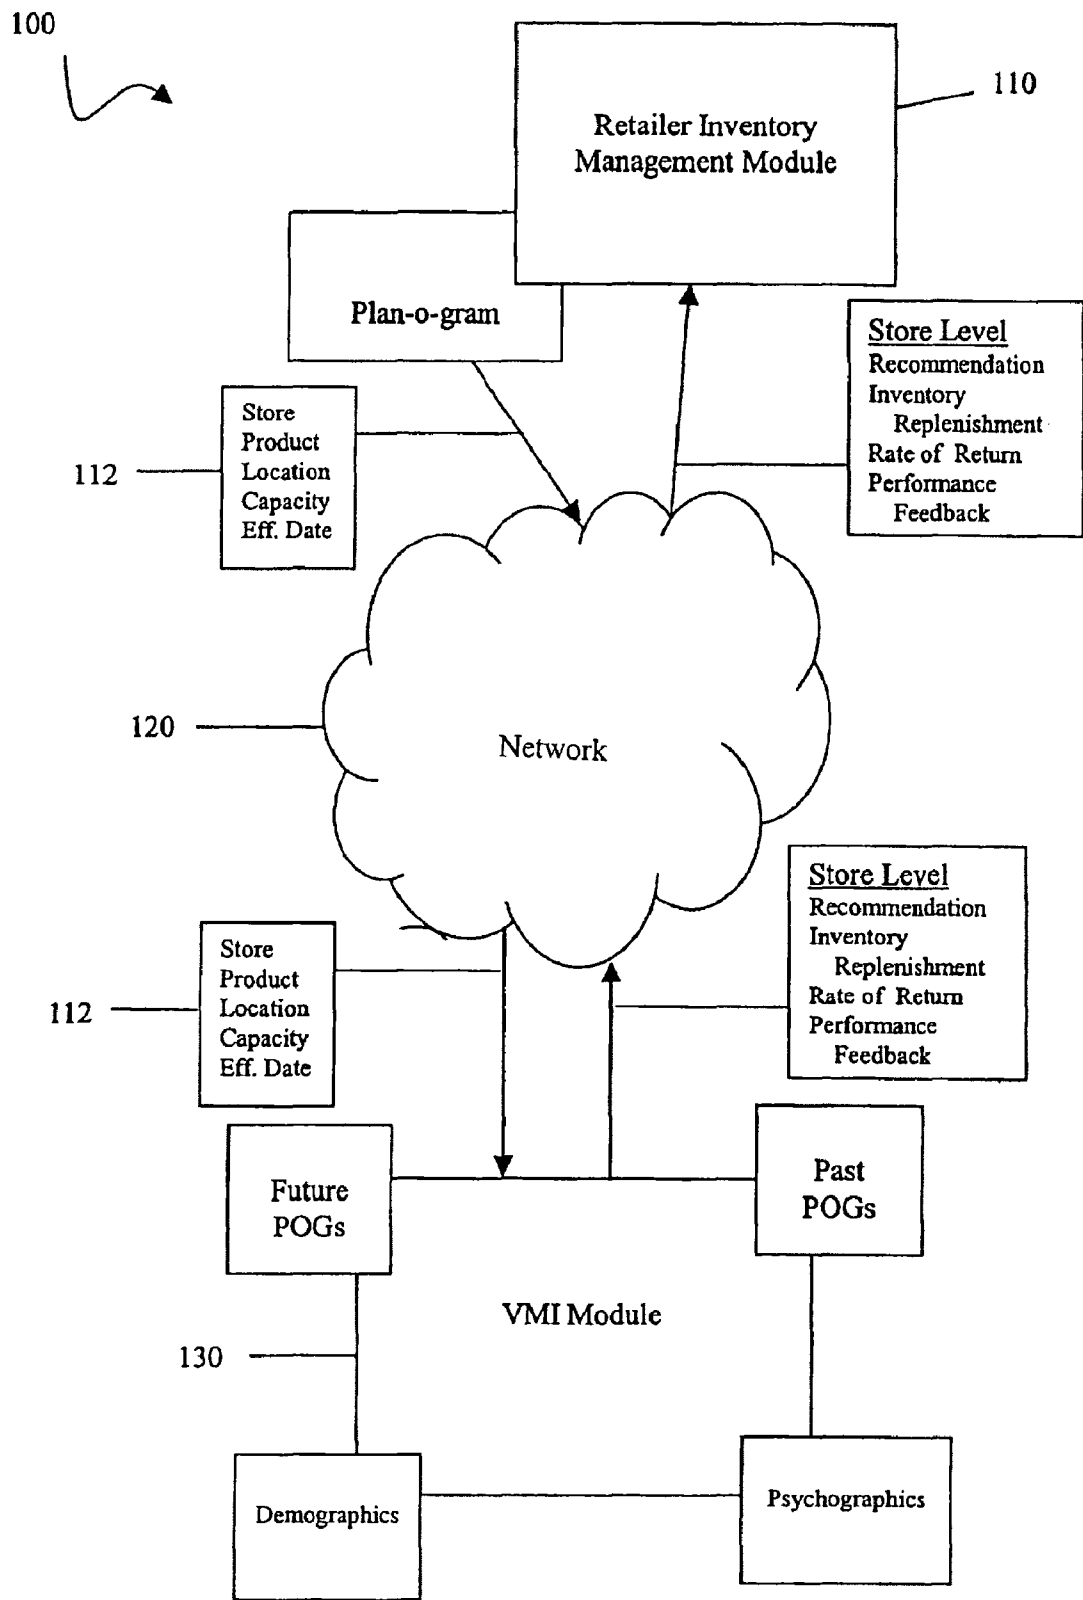 100
110
Retailer Inventory
Management Module
Plan-o-gram
Store Level
Recommendation
Inventory
Replenishment
Rate of Return
Performance
Feedback
112
Store
Product
Location
Capacity
Eff. Date
120
Network
Store Level
Recommendation
Inventory
Replenishment
Rate of Return
Performance
Feedback
112
Store
Product
Location
Capacity
Eff. Date
Future
POGs
Past
POGs
VMI Module
130
Demographics
Psychographics